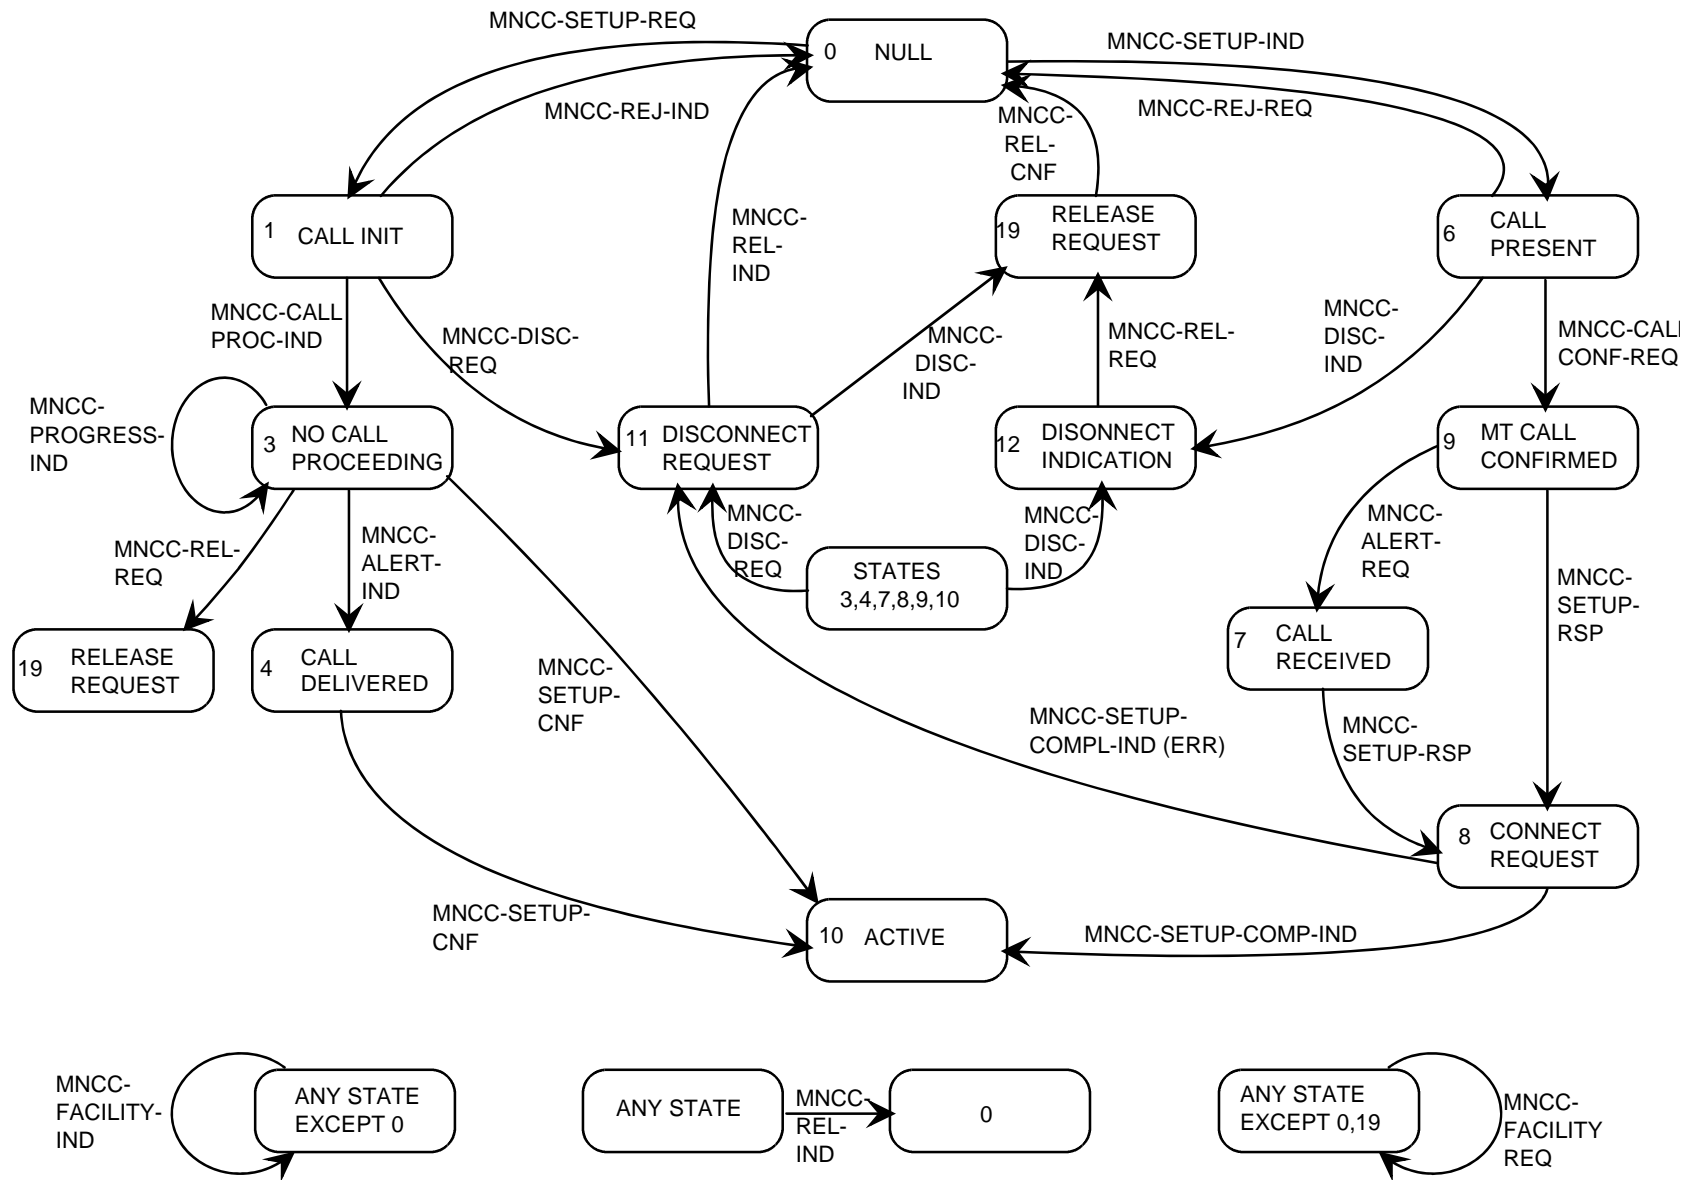 MNCC-SETUP-REQ
0 NULL
MNCC-SETUP-IND
MNCC-REJ-IND
MNCC-
REL-
CNF
MNCC-REJ-REQ
1 CALL INIT
MNCC-
REL-
IND
19 RELEASE
REQUEST
6 CALL
PRESENT
MNCC-CALL
PROC-IND
MNCC-DISC-
REQ
MNCC-
DISC-
IND
MNCC-REL-
REQ
MNCC-
DISC-
IND
MNCC-CAL
CONF-REQ
MNCC-
PROGRESS-
IND
3 NO CALL
PROCEEDING
11 DISCONNECT
REQUEST
12 DISONNECT
INDICATION
9 MT CALL
CONFIRMED
MNCC-REL-
REQ
MNCC-
ALERT-
IND
MNCC-
DISC-
REQ
STATES
3,4,7,8,9,10
MNCC-
DISC-
IND
MNCC-
ALERT-
REQ
MNCC-
SETUP-
RSP
19 RELEASE
REQUEST
4 CALL
DELIVERED
MNCC-
SETUP-
CNF
7 CALL
RECEIVED
MNCC-SETUP-
COMPL-IND (ERR)
MNCC-
SETUP-RSP
8 CONNECT
REQUEST
MNCC-SETUP-
CNF
10 ACTIVE
MNCC-SETUP-COMP-IND
MNCC-
FACILITY-
IND
ANY STATE
EXCEPT 0
ANY STATE
MNCC-
REL-
IND
0
ANY STATE
EXCEPT 0,19
MNCC-
FACILITY
REQ